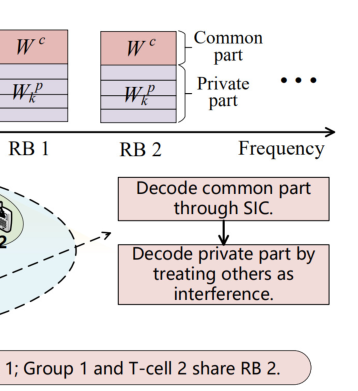 W^c
W^c
Common
part
W_k^p
W_k^p
Private
part
RB 1
RB 2
Frequency
Decode common part
through SIC.
2
Decode private part by
treating others as
interference.
1; Group 1 and T-cell 2 share RB 2.